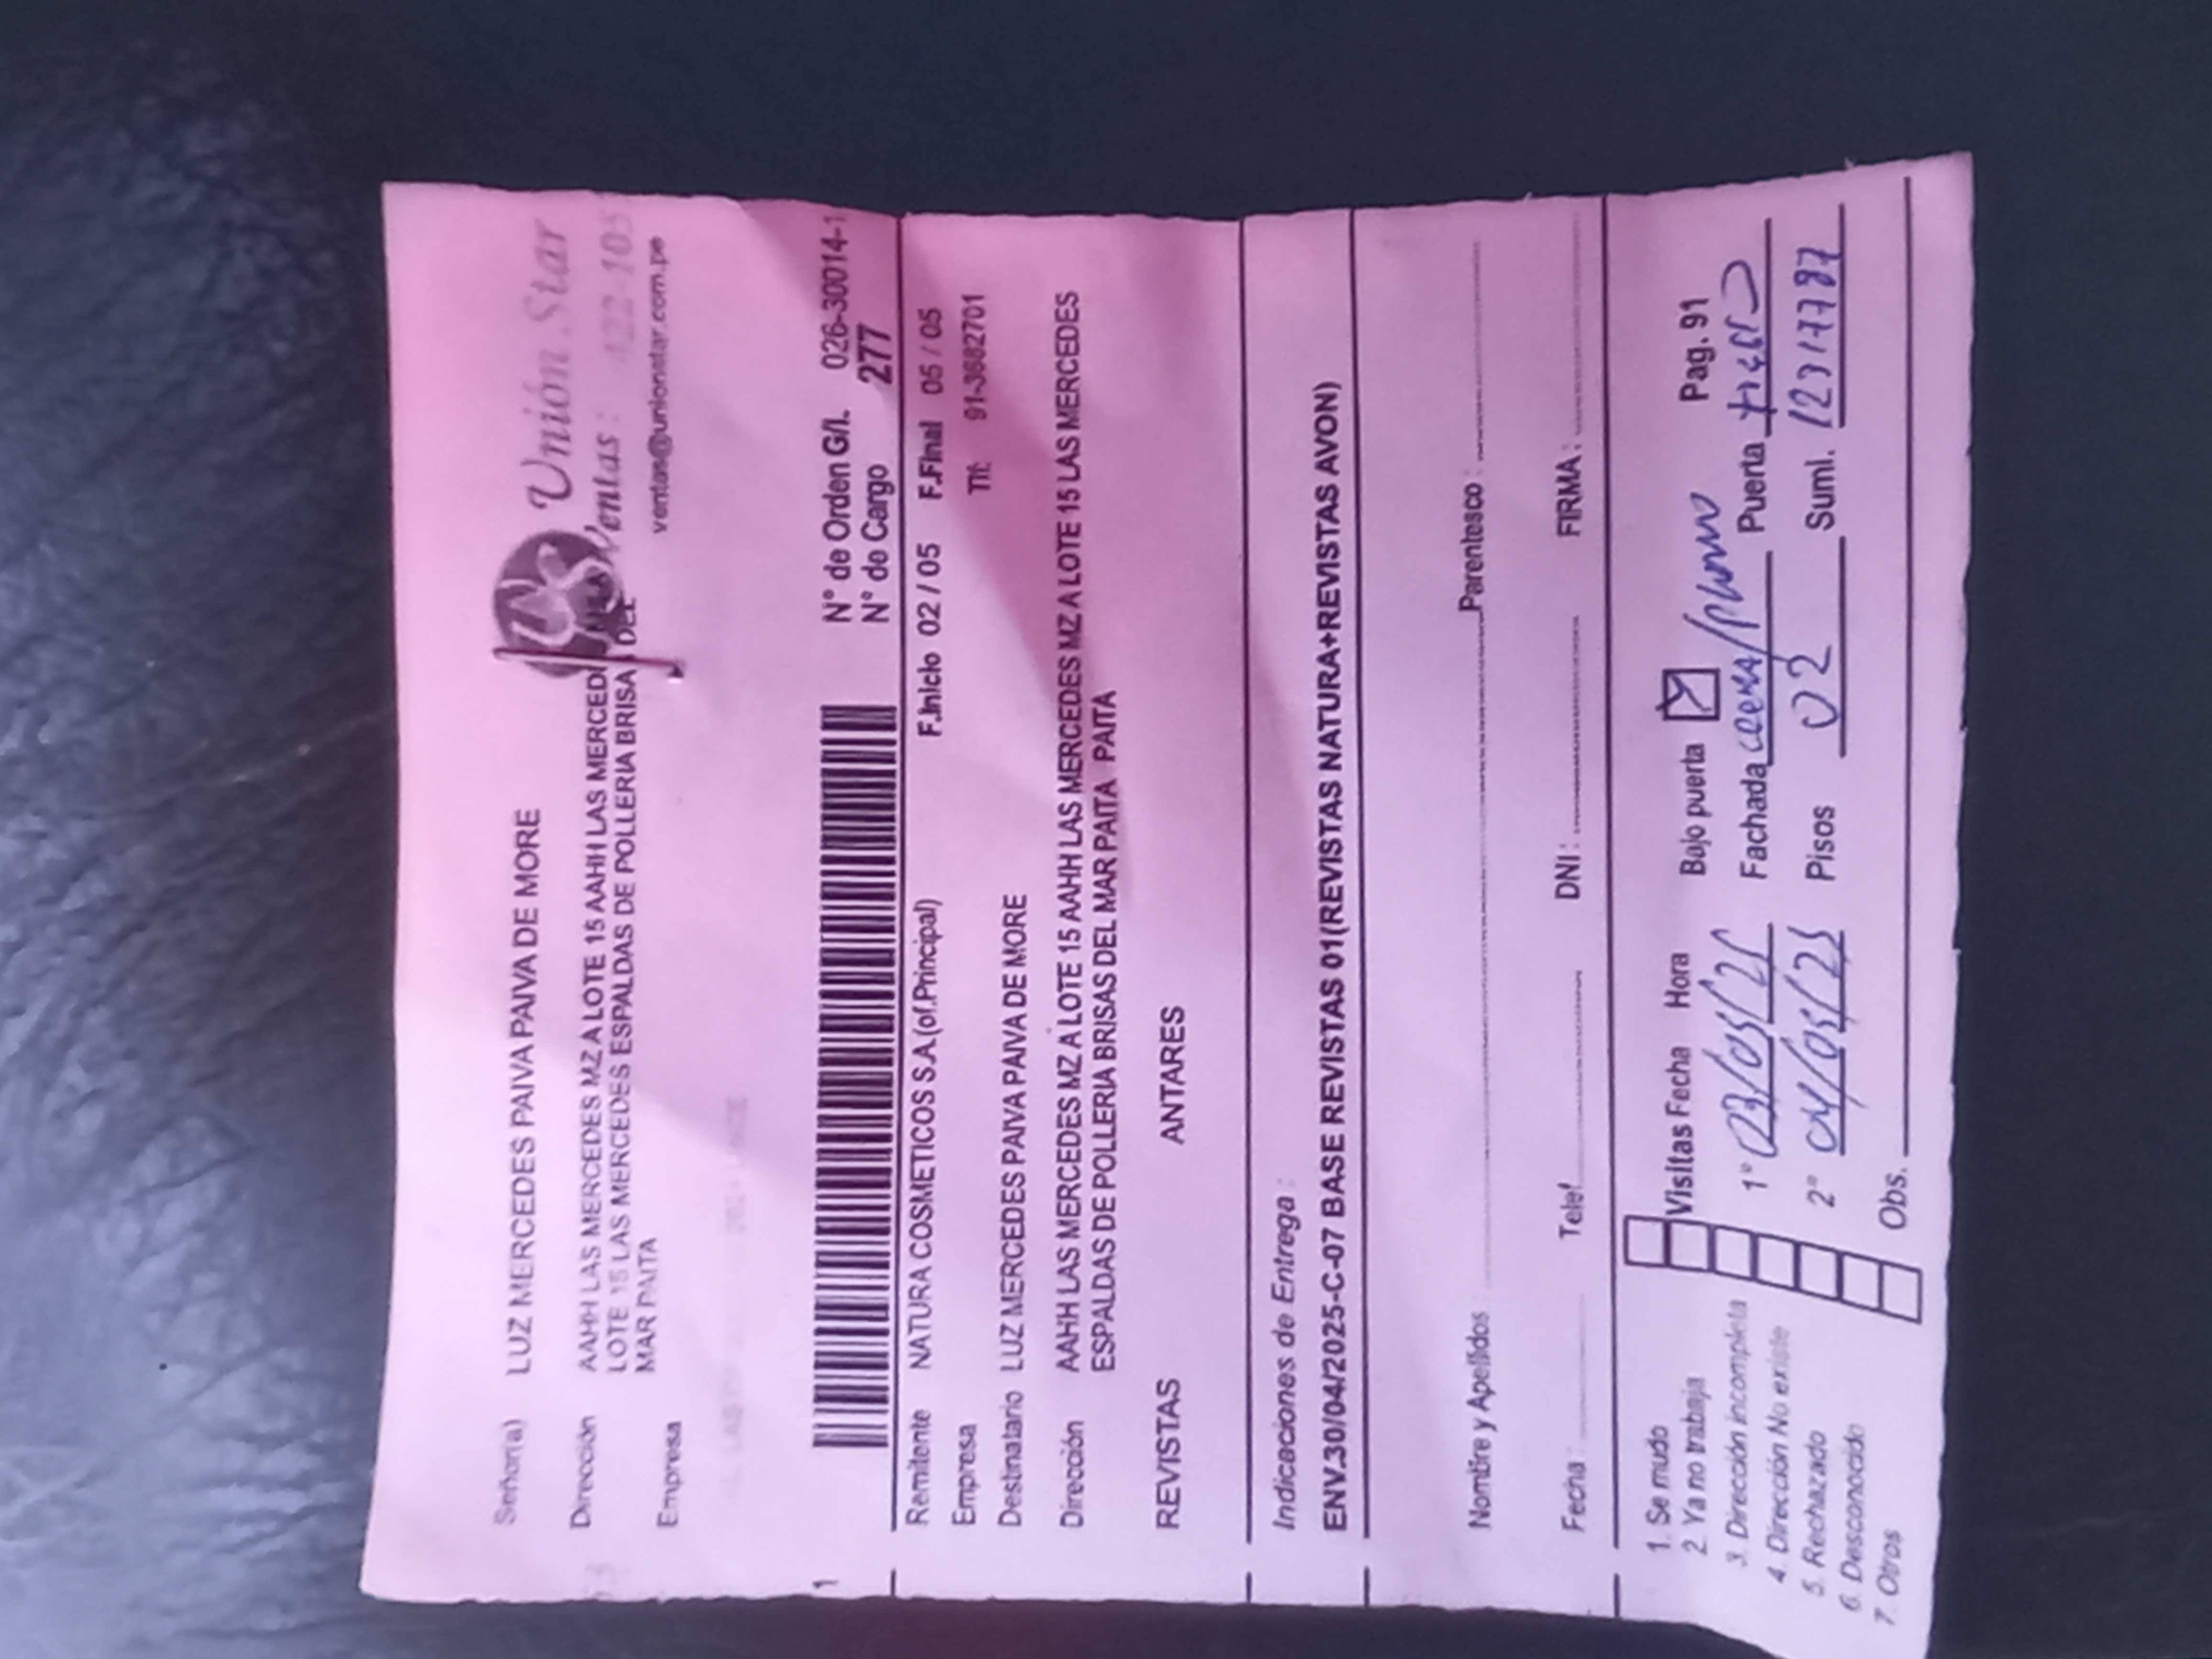 Unión Star
Ventas : 422-105
ventas@unionstar.com.pe
Señor(a) LUZ MERCEDES PAIVA PAIVA DE MORE
Dirección AAHH LAS MERCEDES MZ A LOTE 15 AAHH LAS MERCED
LOTE 15 LAS MERCEDES ESPALDAS DE POLLERIA BRISA DEL
MAR PAITA
Empresa
N° de Orden G/I. 026-30014-1
N° de Cargo 277
1
Remitente NATURA COSMETICOS S.A.(of.Principal) F.Inicio 02 / 05 F.Final 05 / 05
Empresa Tlf: 91-3682701
Destinatario LUZ MERCEDES PAIVA PAIVA DE MORE
Dirección AAHH LAS MERCEDES MZ A LOTE 15 AAHH LAS MERCEDES MZ A LOTE 15 LAS MERCEDES
ESPALDAS DE POLLERIA BRISAS DEL MAR PAITA PAITA
REVISTAS ANTARES
Indicaciones de Entrega :
ENV.30/04/2025-C-07 BASE REVISTAS 01(REVISTAS NATURA+REVISTAS AVON)
Nombre y Apellidos Parentesco :
Fecha : Telef. DNI : FIRMA :
1. Se mudo
2. Ya no trabaja
3. Dirección incompleta
4. Dirección No existe
5. Rechazado
6. Desconocido
7. Otros
Visitas Fecha Hora Bajo puerta Pag. 91
1° 03/05/25 Fachada Puerta
2° 04/05/25 Pisos 02 Sumi. 12317787
Obs.